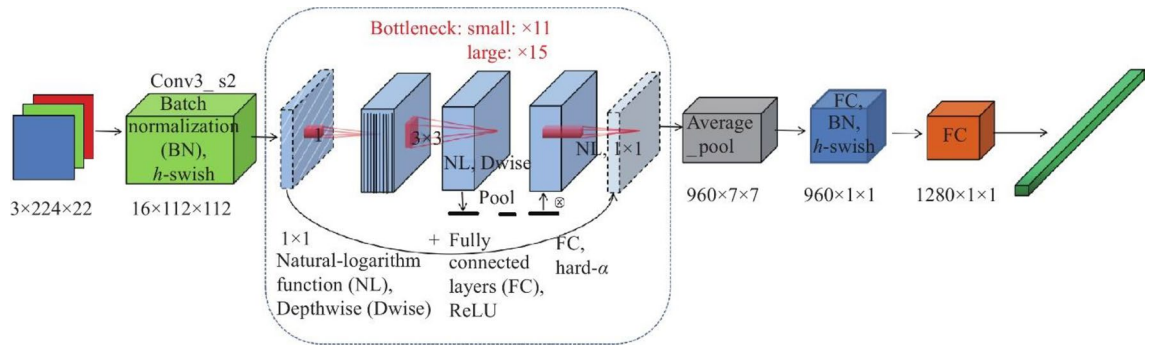 Bottleneck: small: ×11
large: ×15
Conv3_ s2
Batch
normalization
(BN),
h-swish
3×224×22
16×112×112
1
3×3
NL, Dwise
NL, 1×1
Pool
⊗
1×1
Natural-logarithm
function (NL),
Depthwise (Dwise)
+
Fully
connected
layers (FC),
ReLU
FC,
hard-α
Average
_pool
960×7×7
FC,
BN,
h-swish
960×1×1
FC
1280×1×1